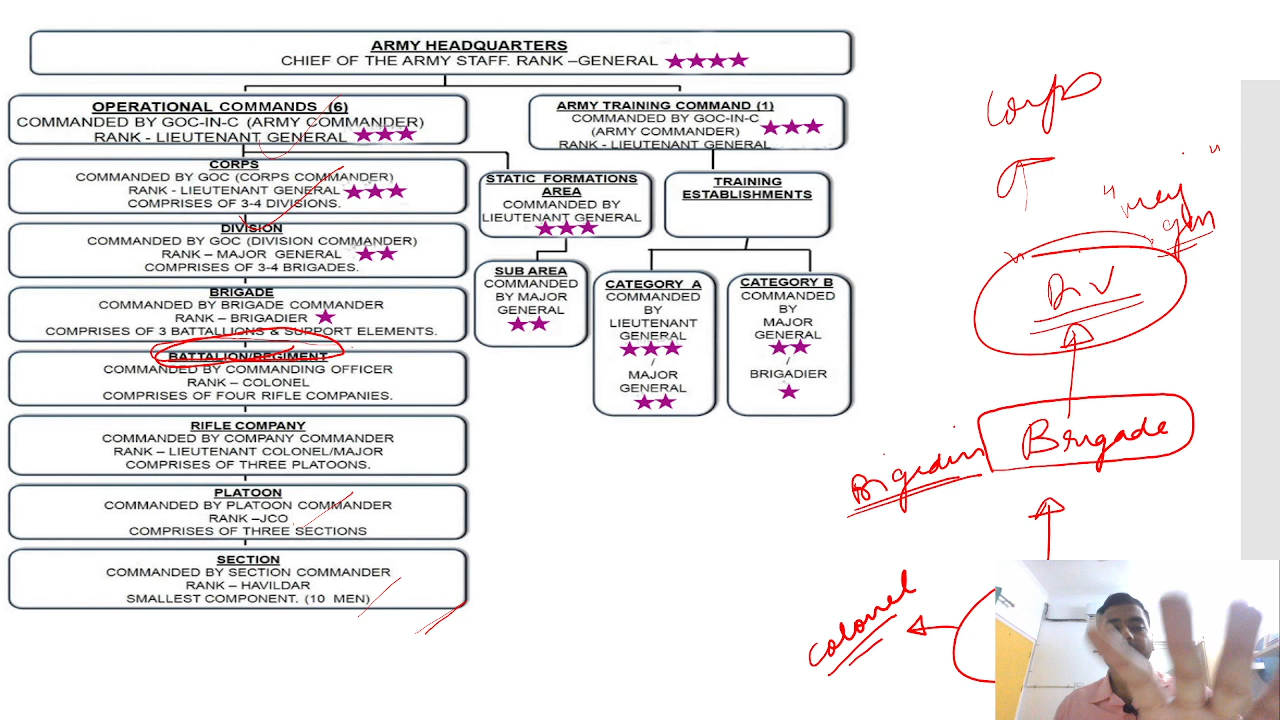 ARMY HEADQUARTERS
CHIEF OF THE ARMY STAFF. RANK –GENERAL
OPERATIONAL COMMANDS (6)
COMMANDED BY GOC-IN-C (ARMY COMMANDER)
RANK - LIEUTENANT GENERAL
ARMY TRAINING COMMAND (1)
COMMANDED BY GOC-IN-C
(ARMY COMMANDER)
RANK - LIEUTENANT GENERAL
CORPS
COMMANDED BY GOC (CORPS COMMANDER)
RANK - LIEUTENANT GENERAL
COMPRISES OF 3-4 DIVISIONS.
STATIC FORMATIONS
AREA
COMMANDED BY
LIEUTENANT GENERAL
TRAINING
ESTABLISHMENTS
DIVISION
COMMANDED BY GOC (DIVISION COMMANDER)
RANK – MAJOR GENERAL
COMPRISES OF 3-4 BRIGADES.
SUB AREA
COMMANDED
BY MAJOR
GENERAL
CATEGORY A
COMMANDED
BY
LIEUTENANT
GENERAL
/
MAJOR
GENERAL
CATEGORY B
COMMANDED
BY
MAJOR
GENERAL
/
BRIGADIER
BRIGADE
COMMANDED BY BRIGADE COMMANDER
RANK – BRIGADIER
COMPRISES OF 3 BATTALLIONS & SUPPORT ELEMENTS.
BATTALION/REGIMENT
COMMANDED BY COMMANDING OFFICER
RANK – COLONEL
COMPRISES OF FOUR RIFLE COMPANIES.
RIFLE COMPANY
COMMANDED BY COMPANY COMMANDER
RANK – LIEUTENANT COLONEL/MAJOR
COMPRISES OF THREE PLATOONS.
PLATOON
COMMANDED BY PLATOON COMMANDER
RANK –JCO
COMPRISES OF THREE SECTIONS
SECTION
COMMANDED BY SECTION COMMANDER
RANK – HAVILDAR
SMALLEST COMPONENT. (10 MEN)
Corps
"Maj
gen"
Div
Brigade
Colonel